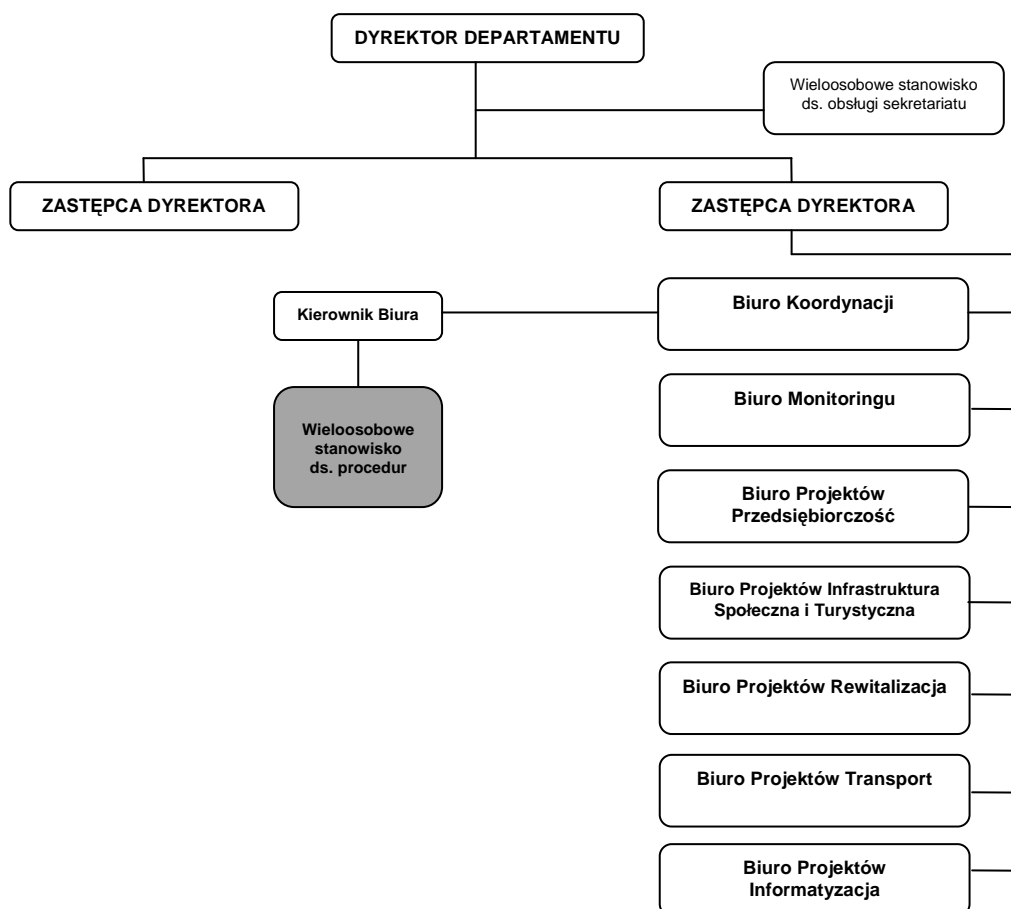 DYREKTOR DEPARTAMENTU
Wieloosobowe stanowisko
ds. obsługi sekretariatu
ZASTĘPCA DYREKTORA
ZASTĘPCA DYREKTORA
Kierownik Biura
Biuro Koordynacji
Wieloosobowe
stanowisko
ds. procedur
Biuro Monitoringu
Biuro Projektów
Przedsiębiorczość
Biuro Projektów Infrastruktura
Społeczna i Turystyczna
Biuro Projektów Rewitalizacja
Biuro Projektów Transport
Biuro Projektów
Informatyzacja